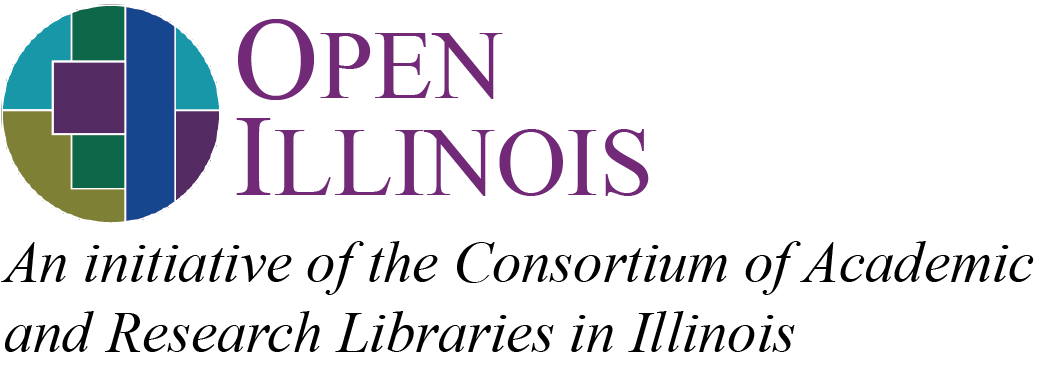 OPEN
ILLINOIS
An initiative of the Consortium of Academic
and Research Libraries in Illinois